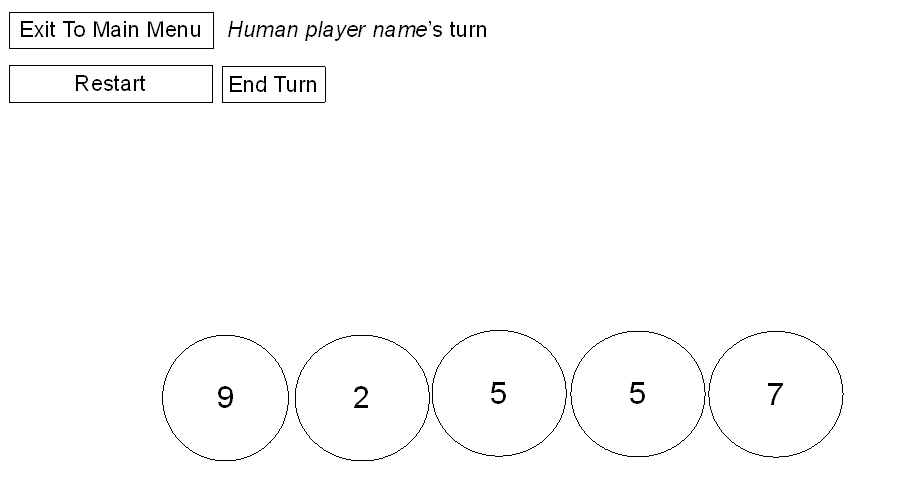 Exit To Main Menu Human player name's turn
Restart End Turn
9 2 5 5 7